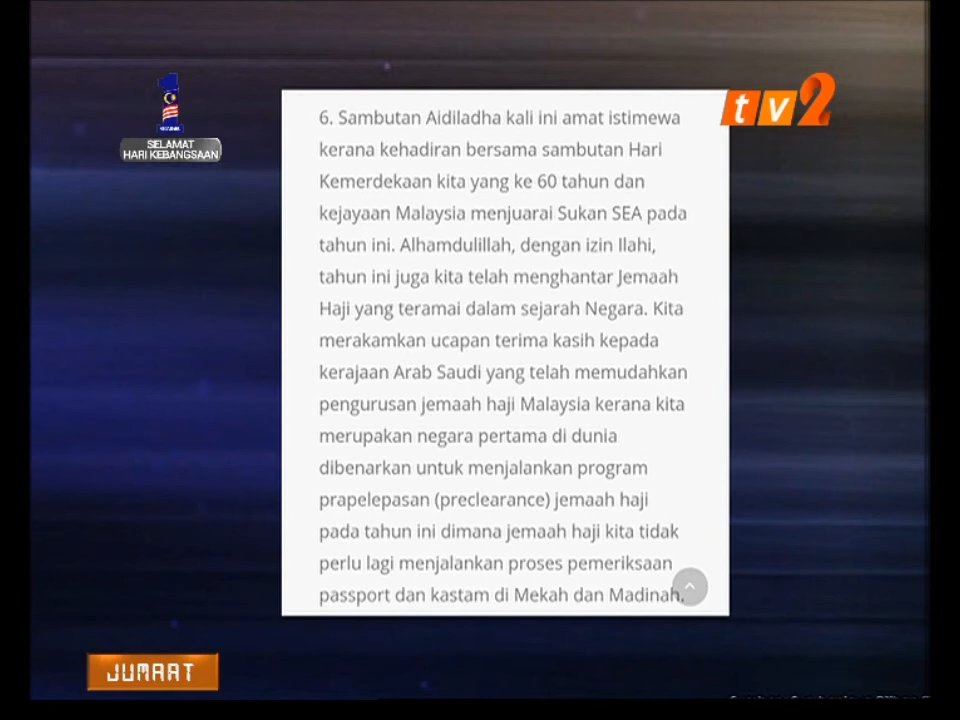 SELAMAT
HARI KEBANGSAAN
tv2
6. Sambutan Aidiladha kali ini amat istimewa
kerana kehadiran bersama sambutan Hari
Kemerdekaan kita yang ke 60 tahun dan
kejayaan Malaysia menjuarai Sukan SEA pada
tahun ini. Alhamdulillah, dengan izin Ilahi,
tahun ini juga kita telah menghantar Jemaah
Haji yang teramai dalam sejarah Negara. Kita
merakamkan ucapan terima kasih kepada
kerajaan Arab Saudi yang telah memudahkan
pengurusan jemaah haji Malaysia kerana kita
merupakan negara pertama di dunia
dibenarkan untuk menjalankan program
prapelepasan (preclearance) jemaah haji
pada tahun ini dimana jemaah haji kita tidak
perlu lagi menjalankan proses pemeriksaan
passport dan kastam di Mekah dan Madinah.
JUMAAT